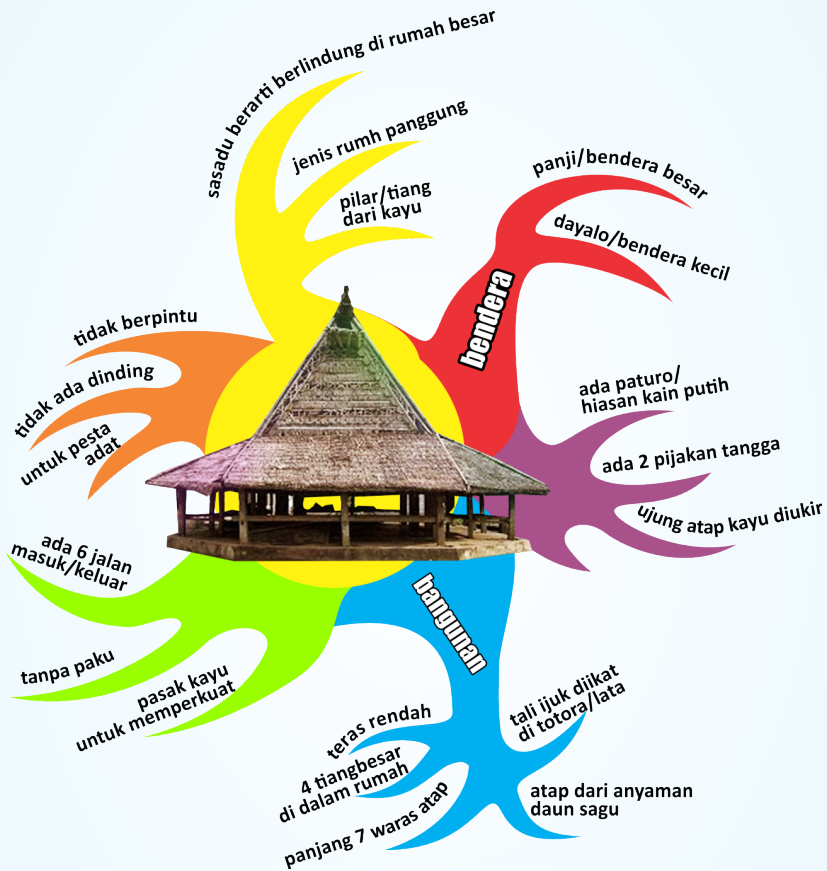 sasadu berarti berlindung di rumah besar
jenis rumh panggung
pilar/tiang
dari kayu
bendera
panji/bendera besar
dayalo/bendera kecil
ada paturo/
hiasan kain putih
ada 2 pijakan tangga
ujung atap kayu diukir
bangunan
tali ijuk diikat
di totora/lata
atap dari anyaman
daun sagu
panjang 7 waras atap
4 tiangbesar
di dalam rumah
teras rendah
pasak kayu
untuk memperkuat
tanpa paku
ada 6 jalan
masuk/keluar
untuk pesta
adat
tidak ada dinding
tidak berpintu